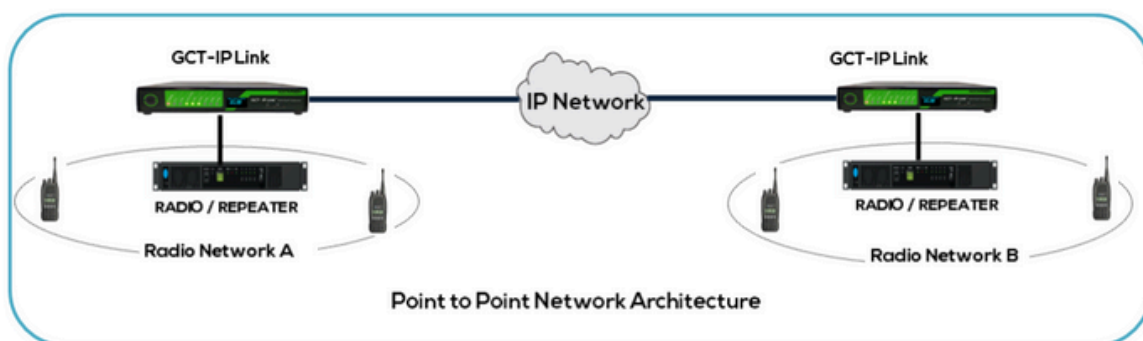 GCT-IP Link
GCT-IP Link
IP Network
RADIO / REPEATER
RADIO / REPEATER
Radio Network A
Radio Network B
Point to Point Network Architecture